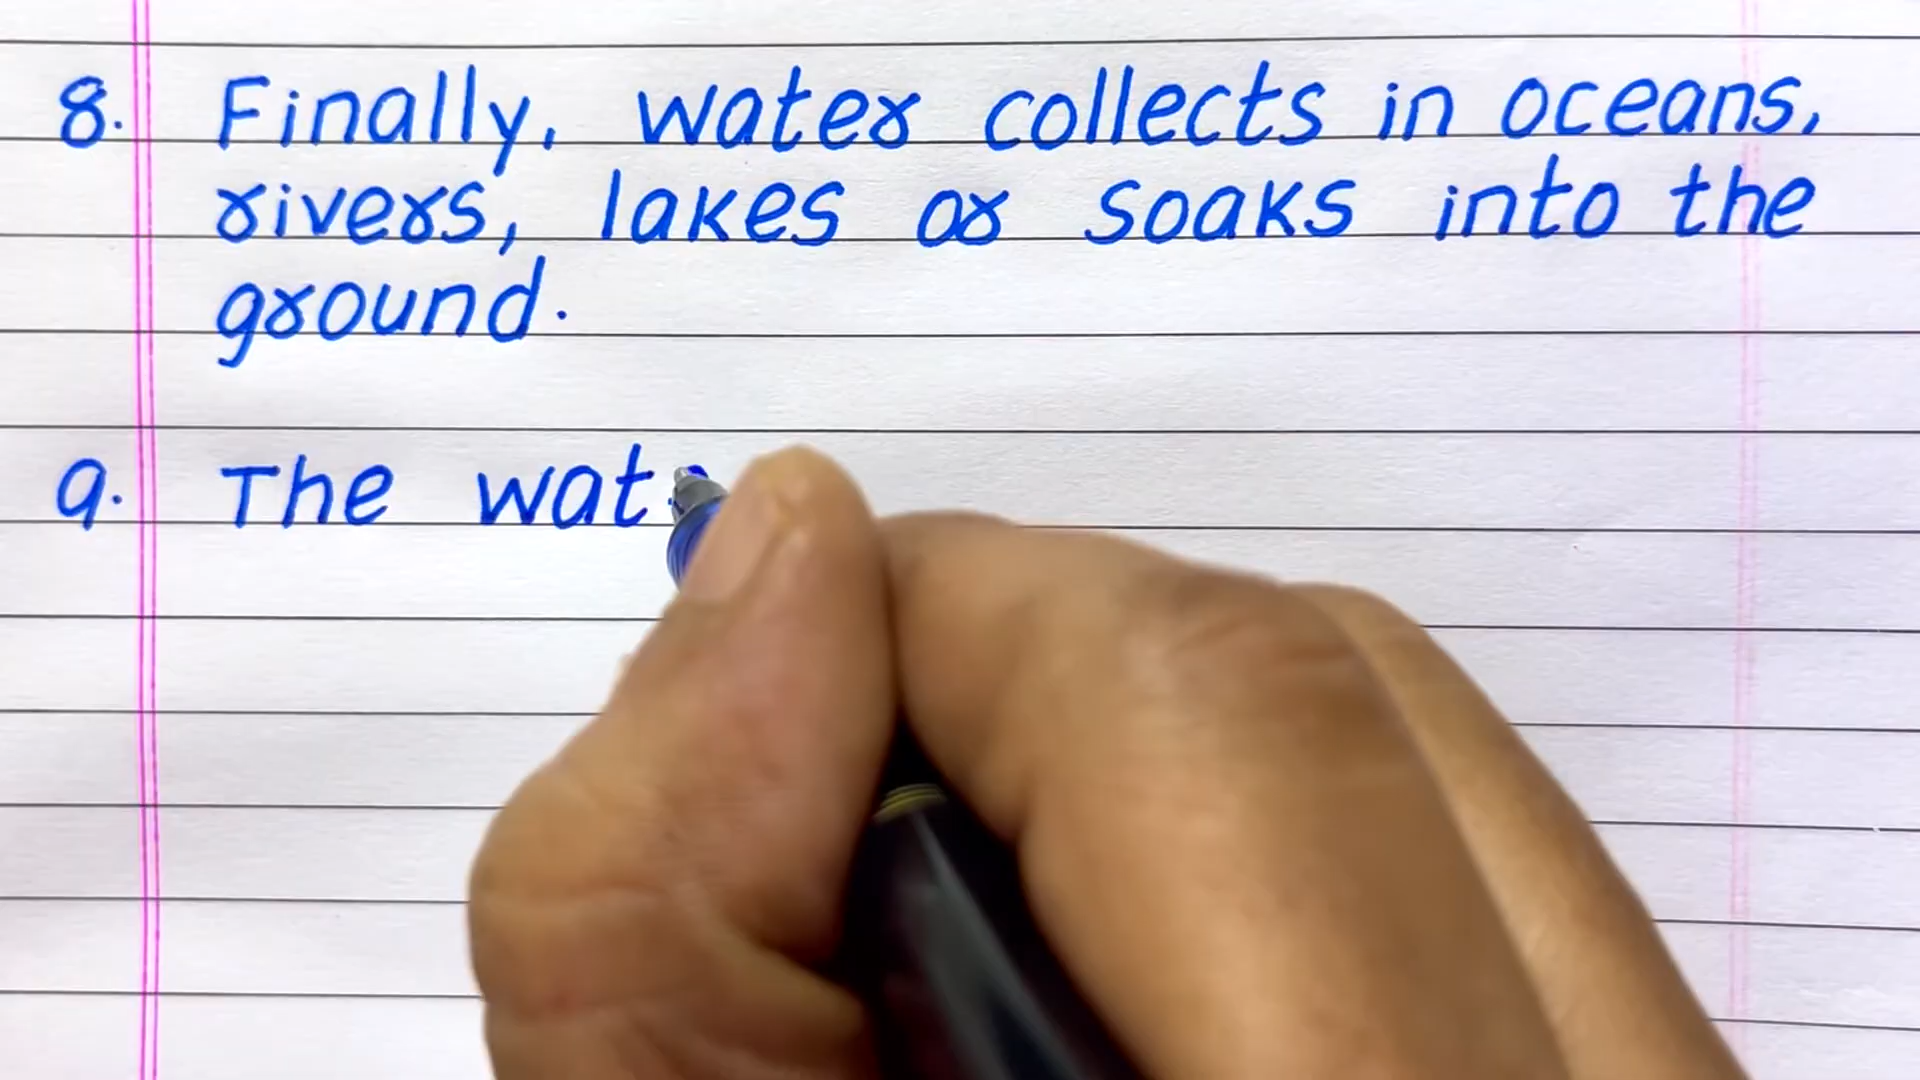 8. Finally, water collects in oceans,
rivers, lakes or soaks into the
ground.
9. The wat